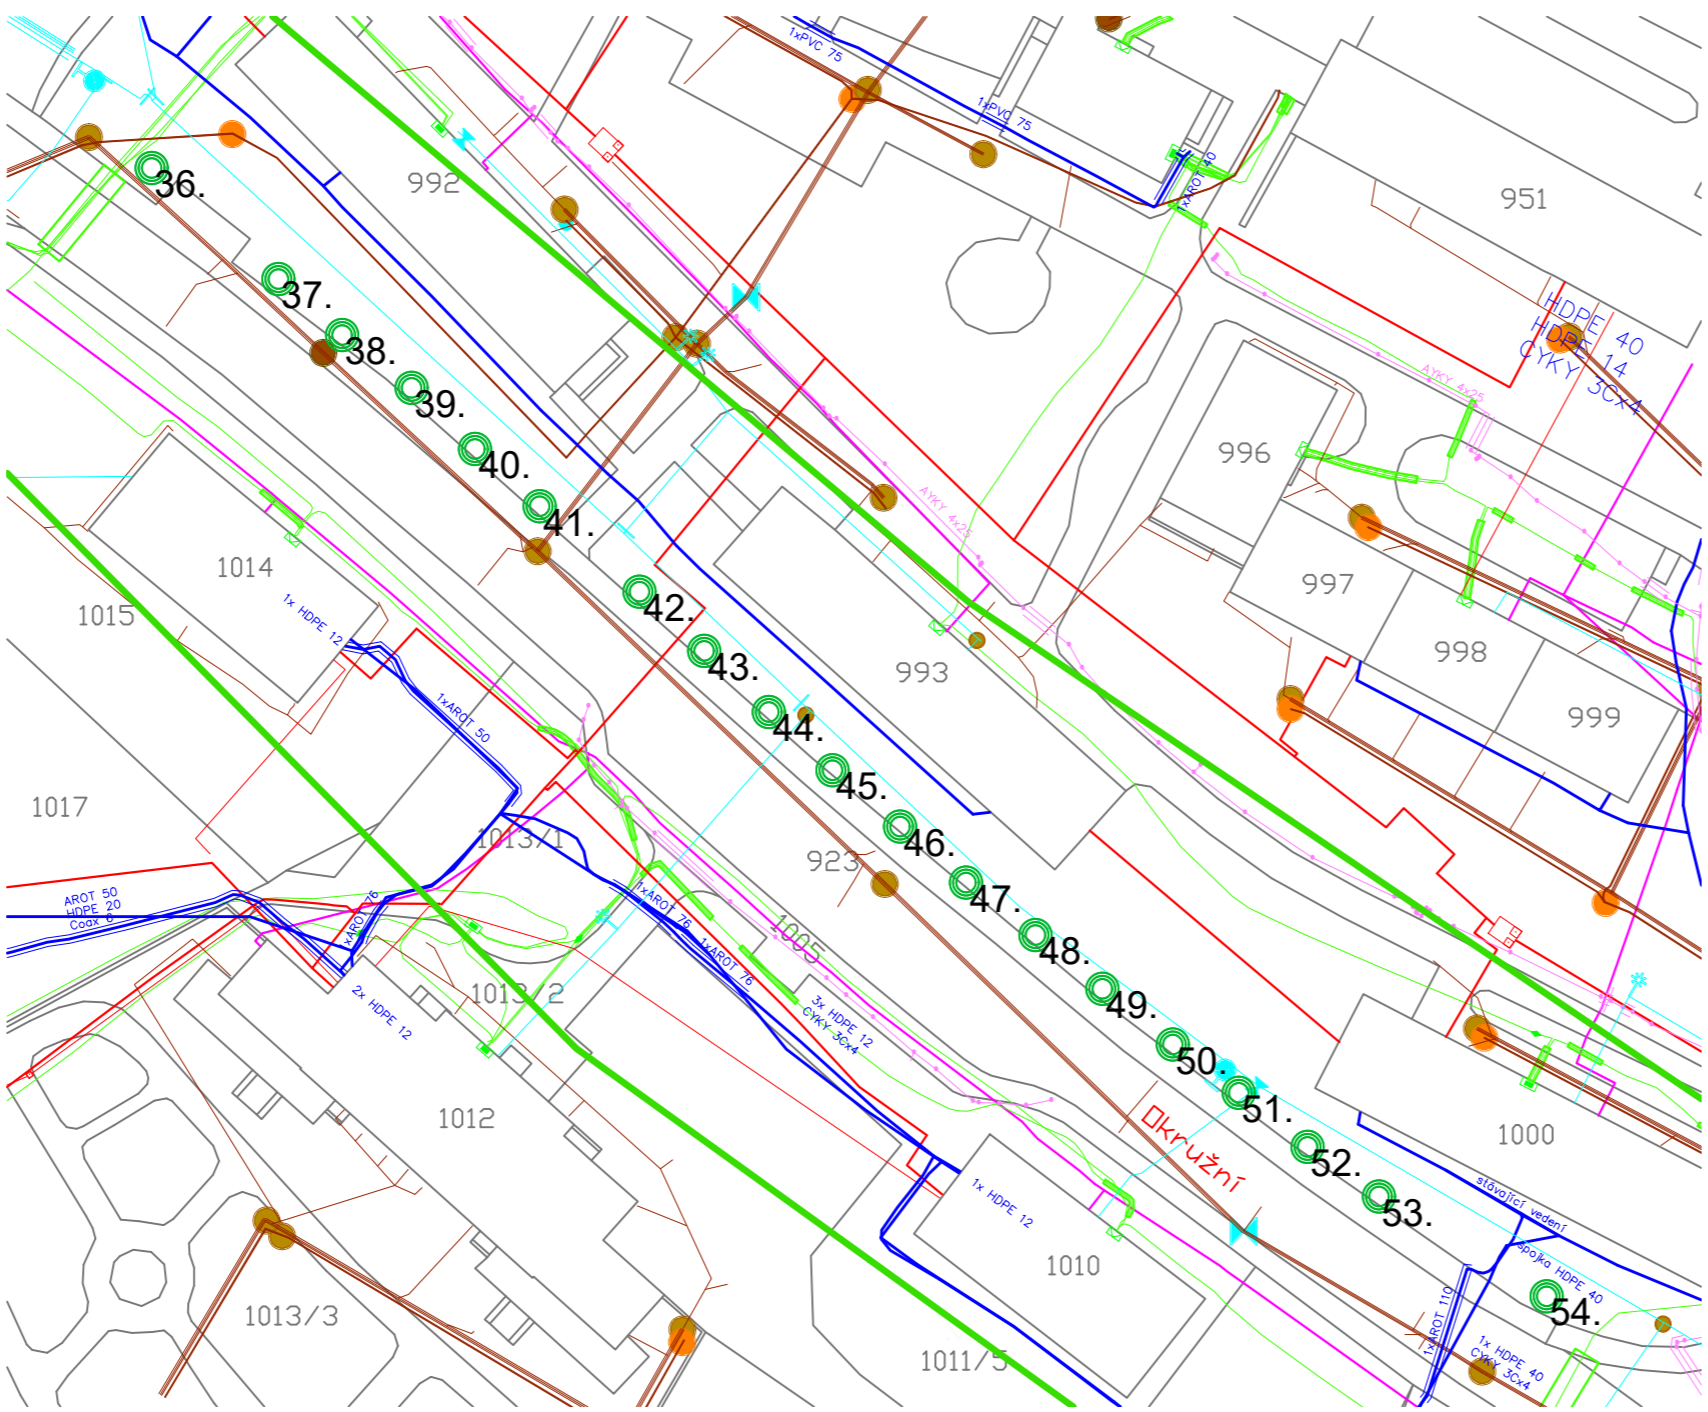 1xPVC 75
1xPVC 75
1xAROT 40
36.
992
951
37.
HDPE 40
HDPE 14
CYKY 3Cx4
38.
AYKY 4x25
39.
996
40.
AYKY 4x25
41.
1014
997
1x HDPE 12
42.
1015
998
43.
993
1xAROT 50
44.
999
45.
1017
1013/1
46.
923
47.
AROT 50
HDPE 20
1xAROT 76
1xAROT 76
1005
48.
1013/2
2x HDPE 12
3x HDPE 12
CYKY 3Cx4
49.
50.
51.
1012
1000
Okružní
52.
1x HDPE 12
stávající vedení
53.
1010
spojka HDPE 40
54.
1013/3
1xAROT 110
1x HDPE 40
CYKY 3Cx4
1011/5